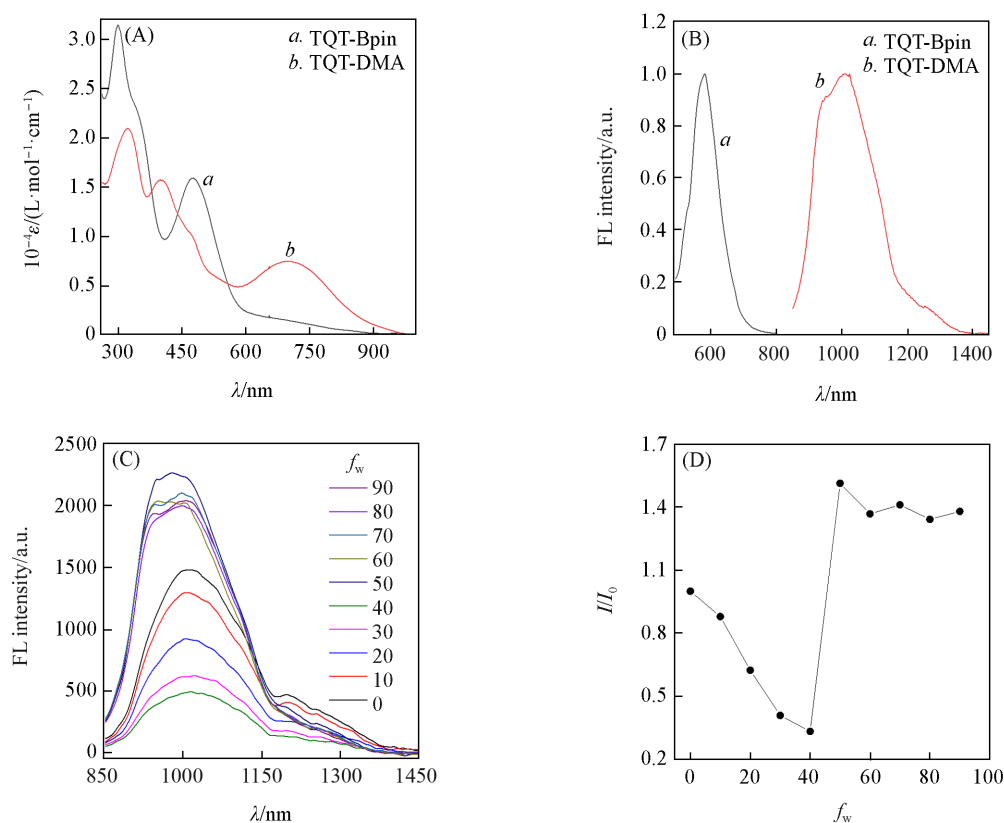 (A)
a. TQT-Bpin
b. TQT-DMA
3.0
2.5
2.0
1.5
1.0
0.5
0
10⁻⁴ε/(L·mol⁻¹·cm⁻¹)
a
b
300 450 600 750 900
λ/nm
(B)
a. TQT-Bpin
b. TQT-DMA
1.2
1.0
0.8
0.6
0.4
0.2
0
FL intensity/a.u.
a
b
600 800 1000 1200 1400
λ/nm
(C)
2500
2000
1500
1000
500
0
FL intensity/a.u.
fw
90
80
70
60
50
40
30
20
10
0
850 1000 1150 1300 1450
λ/nm
(D)
1.7
1.4
1.1
0.8
0.5
0.2
I/I₀
0 20 40 60 80 100
fw